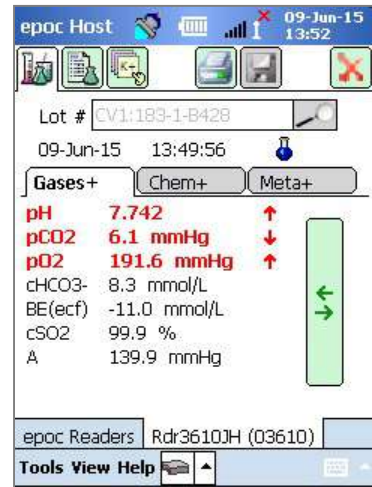 epoc Host 09-Jun-15 13:52
Lot # CV1:183-1-B428
09-Jun-15 13:49:56
Gases+ Chem+ Meta+
pH 7.742
pCO2 6.1 mmHg
pO2 191.6 mmHg
cHCO3- 8.3 mmol/L
BE(ecf) -11.0 mmol/L
cSO2 99.9 %
A 139.9 mmHg
epoc Readers Rdr3610JH (03610)
Tools View Help